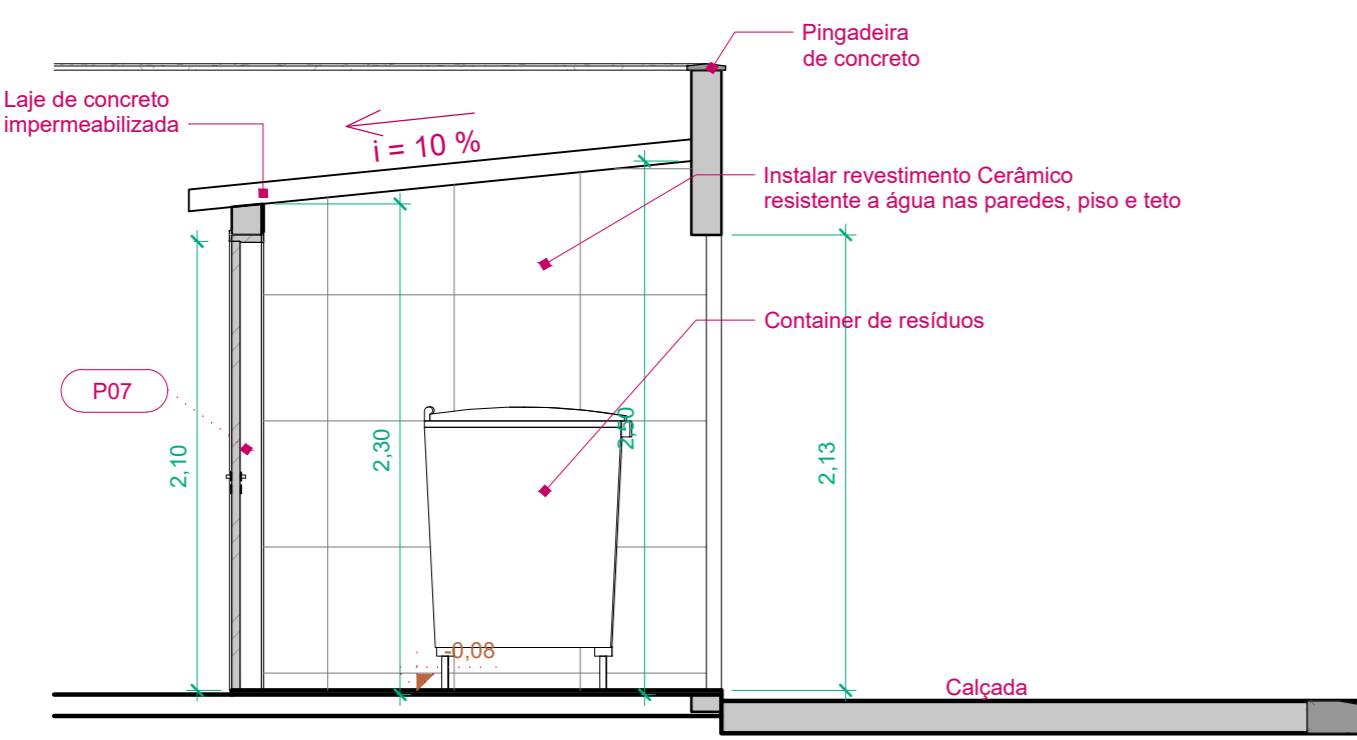 Pingadeira
de concreto
Laje de concreto
impermeabilizada
i = 10 %
Instalar revestimento Cerâmico
resistente a água nas paredes, piso e teto
Container de resíduos
P07
2,10
2,30
2,50
2,13
-0,08
Calçada